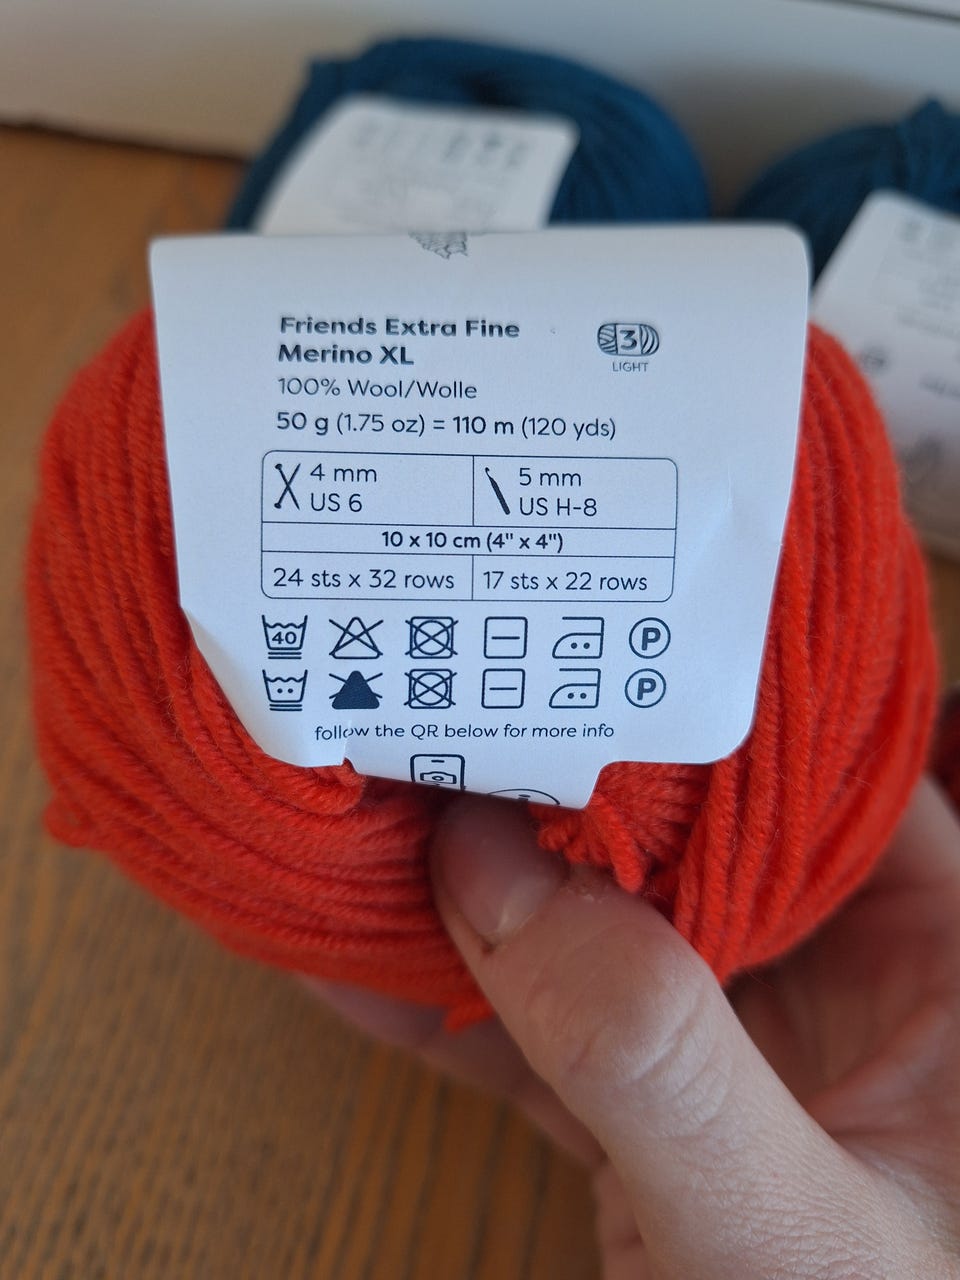 Friends Extra Fine
Merino XL
3
LIGHT
100% Wool/Wolle
50 g (1.75 oz) = 110 m (120 yds)
4 mm
US 6
5 mm
US H-8
10 x 10 cm (4" x 4")
24 sts x 32 rows
17 sts x 22 rows
40
P
P
follow the QR below for more info